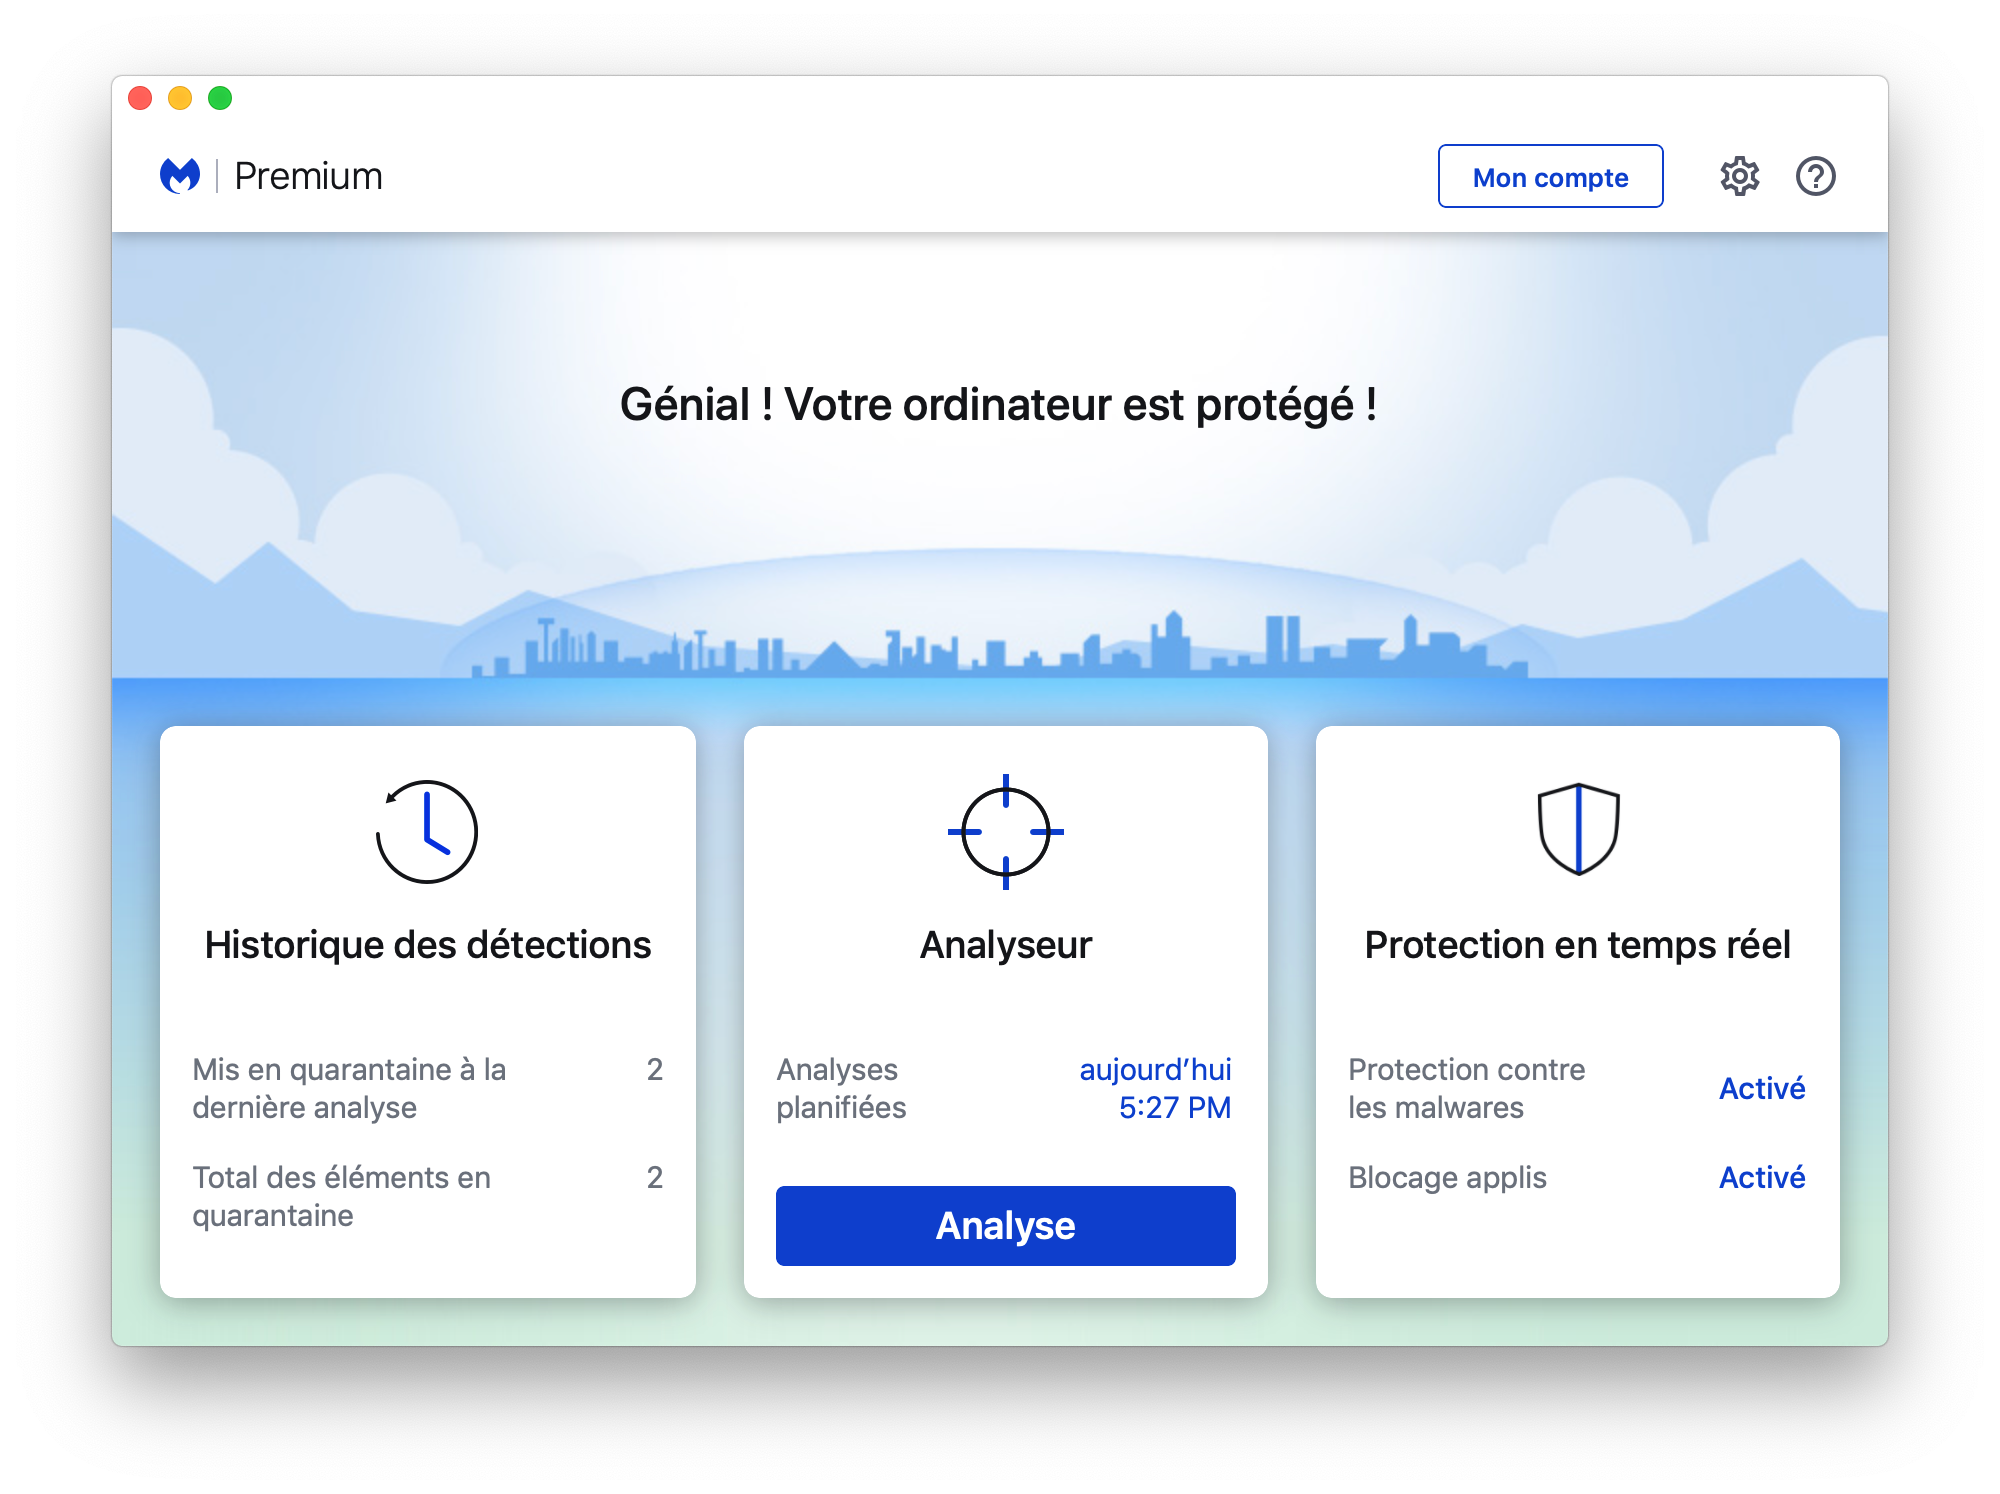 Premium
Mon compte
Génial ! Votre ordinateur est protégé !
Historique des détections
Mis en quarantaine à la
dernière analyse
2
Total des éléments en
quarantaine
2
Analyseur
Analyses
planifiées
aujourd’hui
5:27 PM
Analyse
Protection en temps réel
Protection contre
les malwares
Activé
Blocage applis
Activé